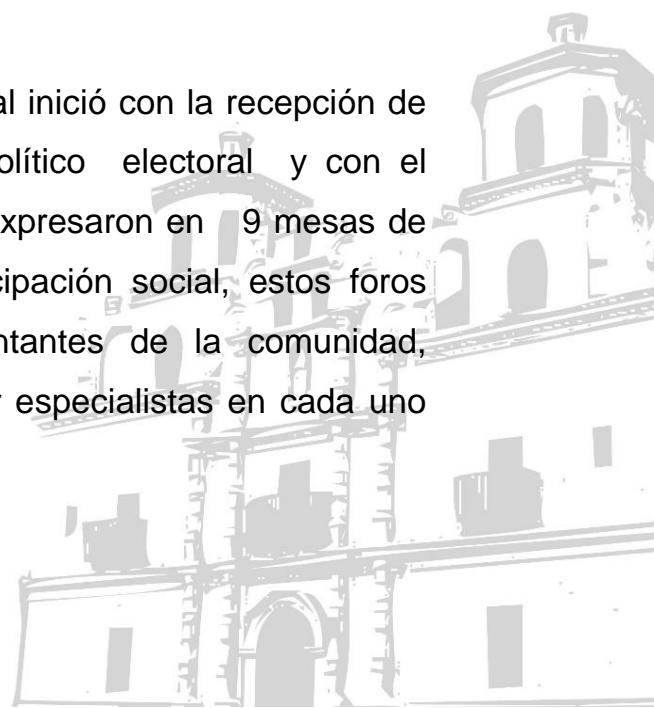 al inició con la recepción de
olítico electoral y con el
xpresaron en 9 mesas de
cipación social, estos foros
ntantes de la comunidad,
especialistas en cada uno